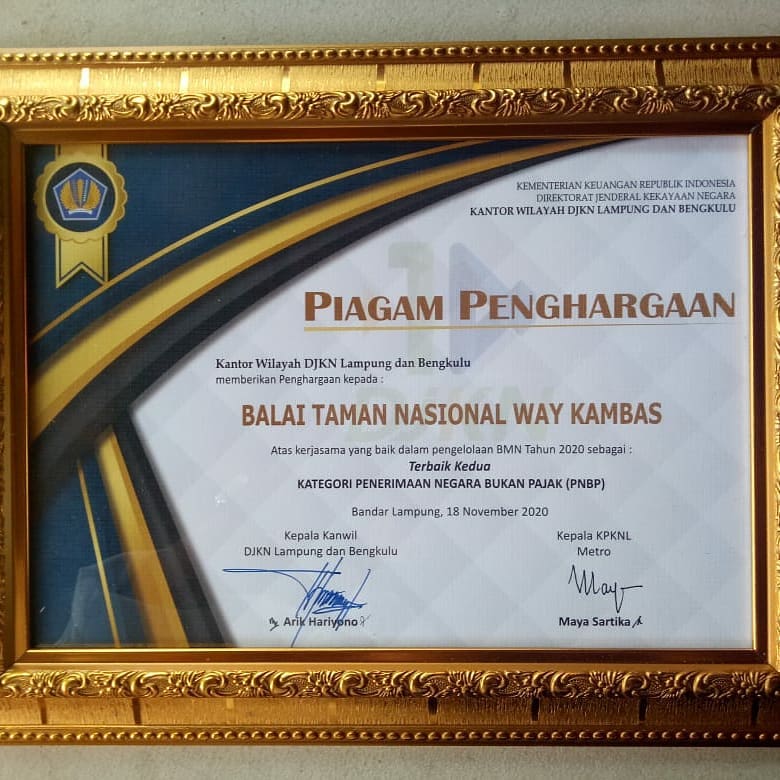 KEMENTERIAN KEUANGAN REPUBLIK INDONESIA
DIREKTORAT JENDERAL KEKAYAAN NEGARA
KANTOR WILAYAH DJKN LAMPUNG DAN BENGKULU
PIAGAM PENGHARGAAN
Kantor Wilayah DJKN Lampung dan Bengkulu
memberikan Penghargaan kepada :
BALAI TAMAN NASIONAL WAY KAMBAS
DJKN
Atas kerjasama yang baik dalam pengelolaan BMN Tahun 2020 sebagai :
Terbaik Kedua
KATEGORI PENERIMAAN NEGARA BUKAN PAJAK (PNBP)
Bandar Lampung, 18 November 2020
Kepala Kanwil
DJKN Lampung dan Bengkulu
Arik Hariyono
Kepala KPKNL
Metro
May
Maya Sartika